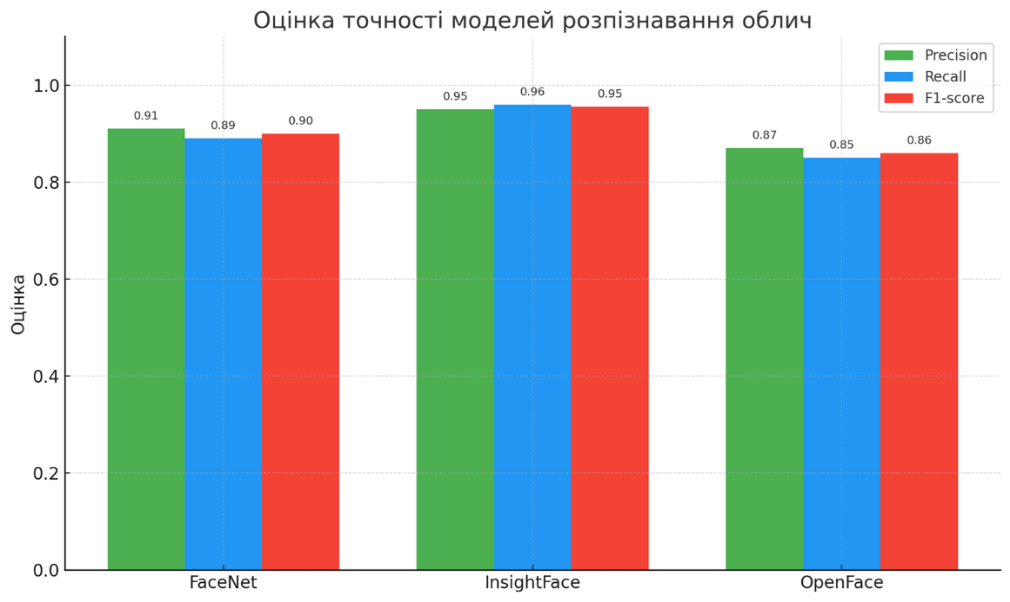 Оцінка точності моделей розпізнавання облич
Precision
Recall
F1-score
Оцінка
1.0
0.8
0.6
0.4
0.2
0.0
0.91
0.89
0.90
0.95
0.96
0.95
0.87
0.85
0.86
FaceNet
InsightFace
OpenFace